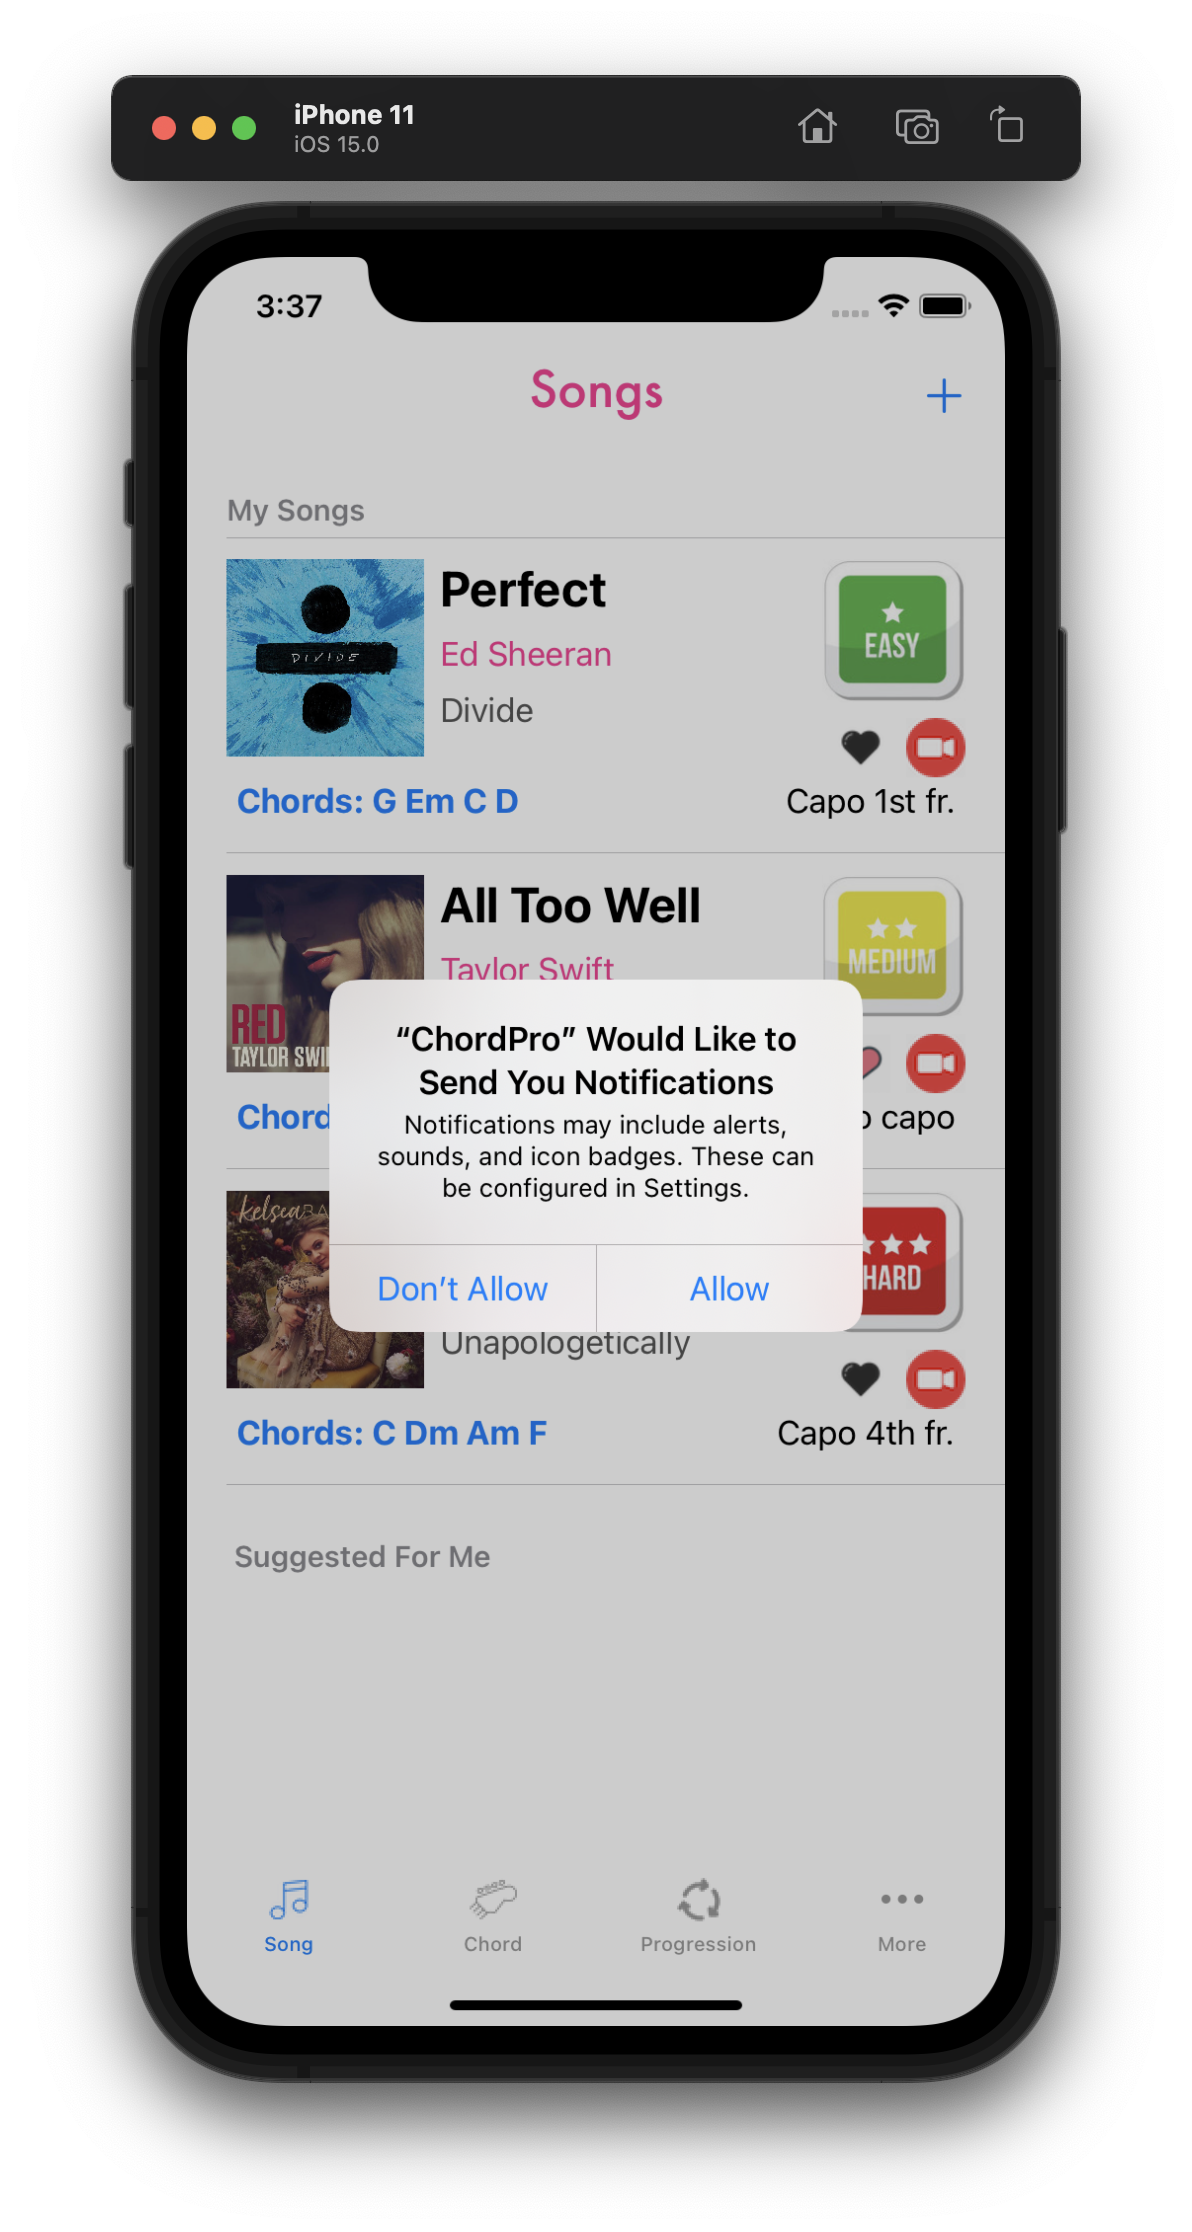 iPhone 11
iOS 15.0
3:37
Songs
My Songs
DIVIDE
Perfect
Ed Sheeran
Divide
EASY
Chords: G Em C D
Capo 1st fr.
All Too Well
Taylor Swift
MEDIUM
RED
TAYLOR SWI
“ChordPro” Would Like to
Send You Notifications
Notifications may include alerts,
sounds, and icon badges. These can
be configured in Settings.
Don’t Allow
Allow
Chord
capo
kelsea BA
HARD
Unapologetically
Chords: C Dm Am F
Capo 4th fr.
Suggested For Me
Song
Chord
Progression
More